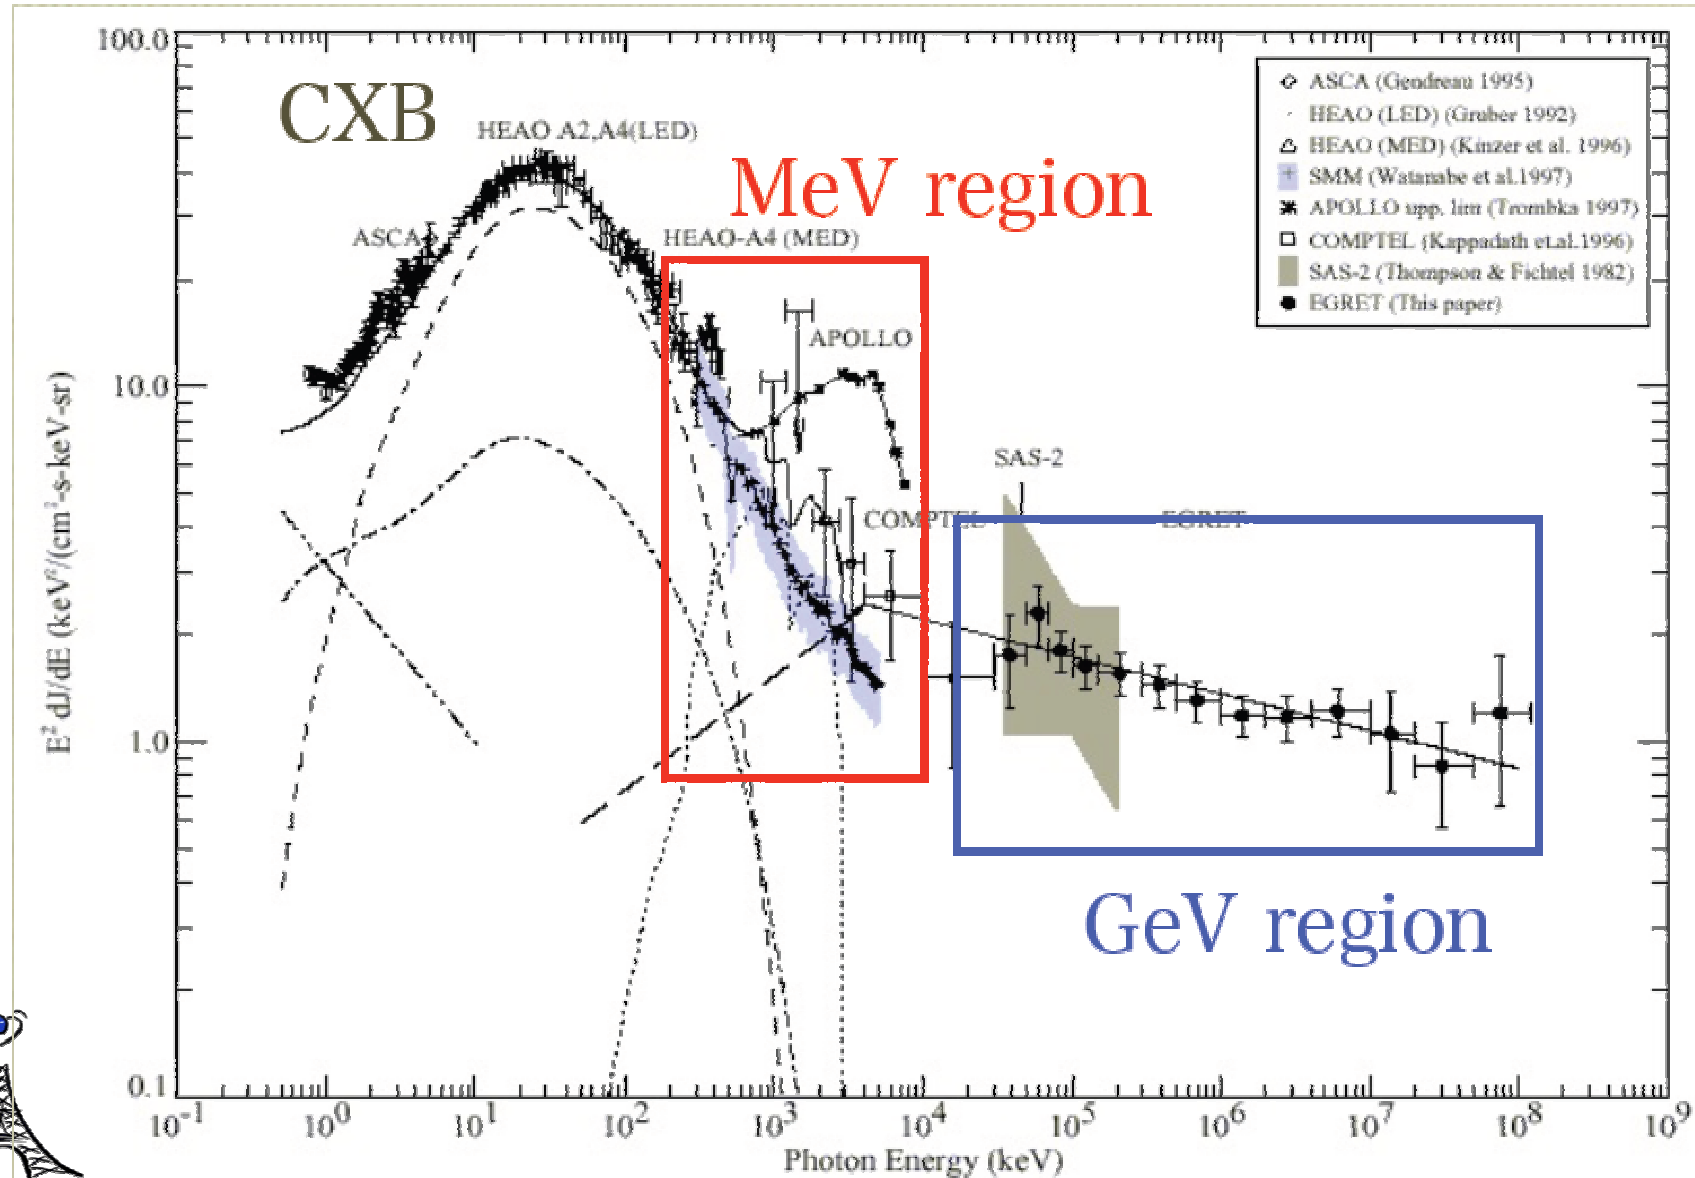 CXB
HEAO A2,A4(LED)
MeV region
ASCA
HEAO-A4 (MED)
APOLLO
SAS-2
COMPTEL
EGRET
GeV region
ASCA (Gendreau 1995)
HEAO (LED) (Gruber 1992)
HEAO (MED) (Kinzer et al. 1996)
SMM (Watanabe et al.1997)
APOLLO upp. lim (Trombka 1997)
COMPTEL (Kappadath et.al.1996)
SAS-2 (Thompson & Fichtel 1982)
EGRET (This paper)
E² dJ/dE (keV²/(cm²-s-keV-sr)
100.0
10.0
1.0
0.1
10⁻¹ 10⁰ 10¹ 10² 10³ 10⁴ 10⁵ 10⁶ 10⁷ 10⁸ 10⁹
Photon Energy (keV)